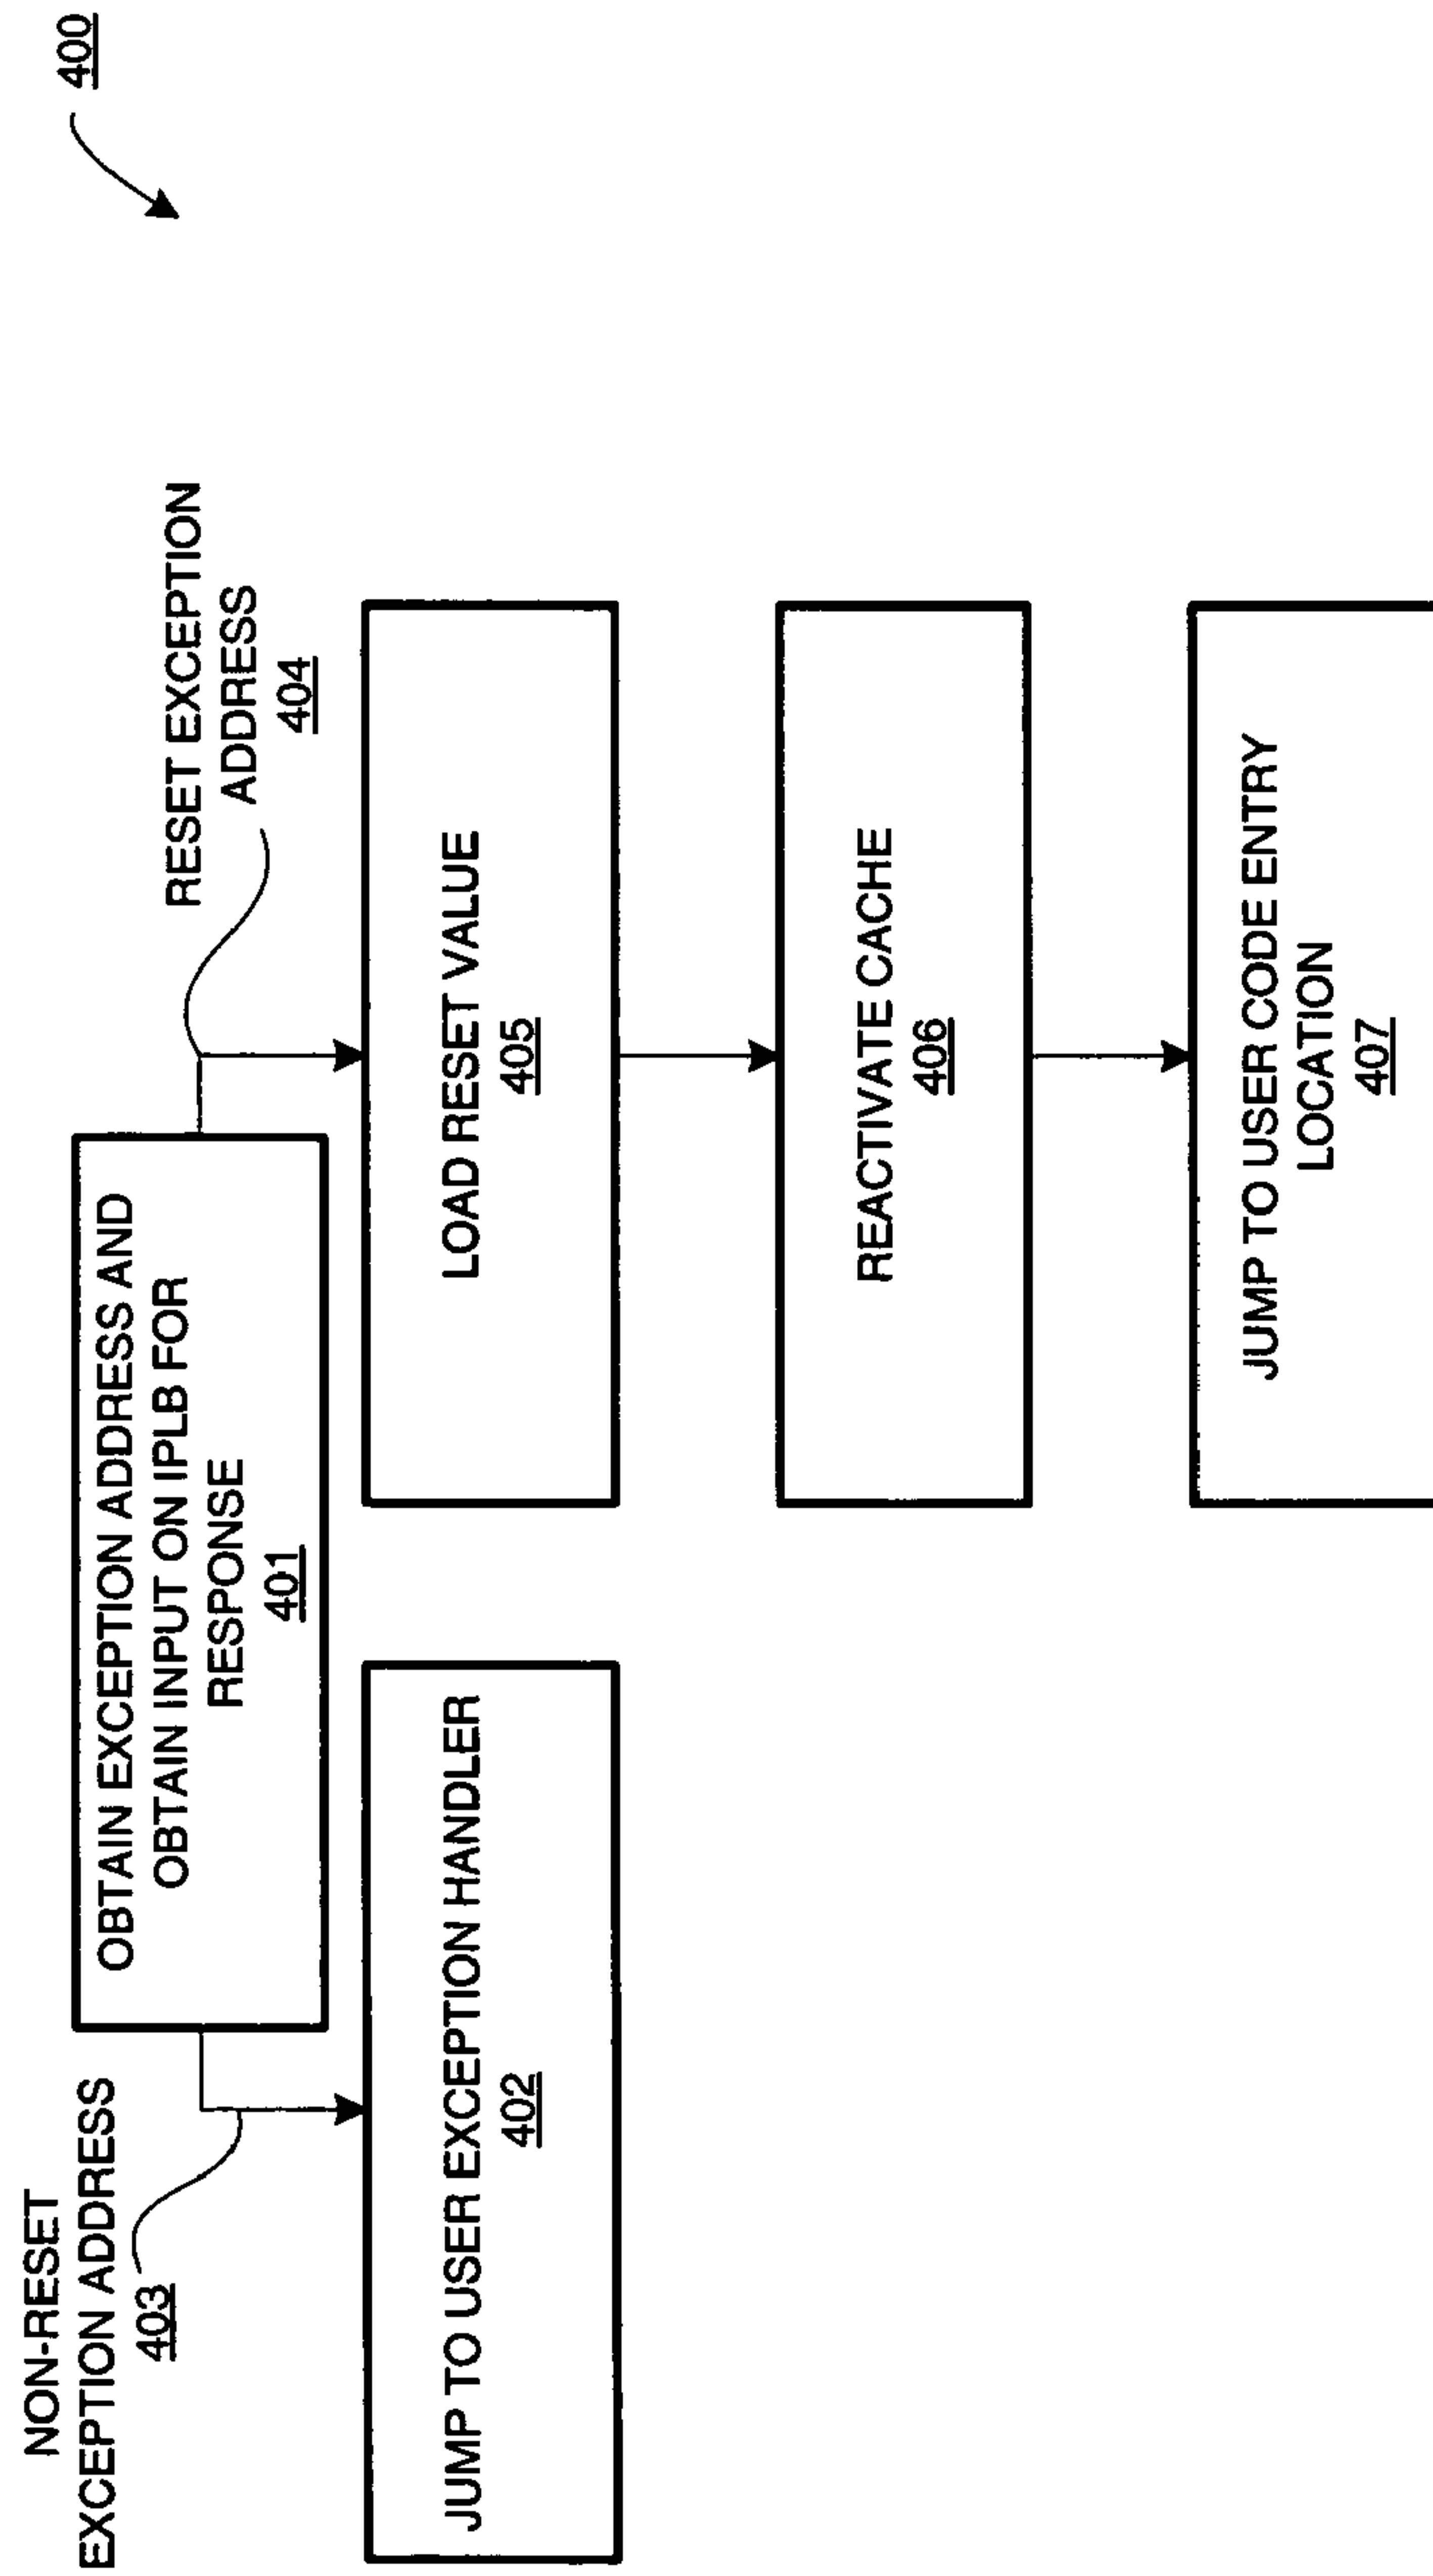 400
NON-RESET
EXCEPTION ADDRESS
403
OBTAIN EXCEPTION ADDRESS AND
OBTAIN INPUT ON IPLB FOR
RESPONSE
401
RESET EXCEPTION
ADDRESS
404
JUMP TO USER EXCEPTION HANDLER
402
LOAD RESET VALUE
405
REACTIVATE CACHE
406
JUMP TO USER CODE ENTRY
LOCATION
407